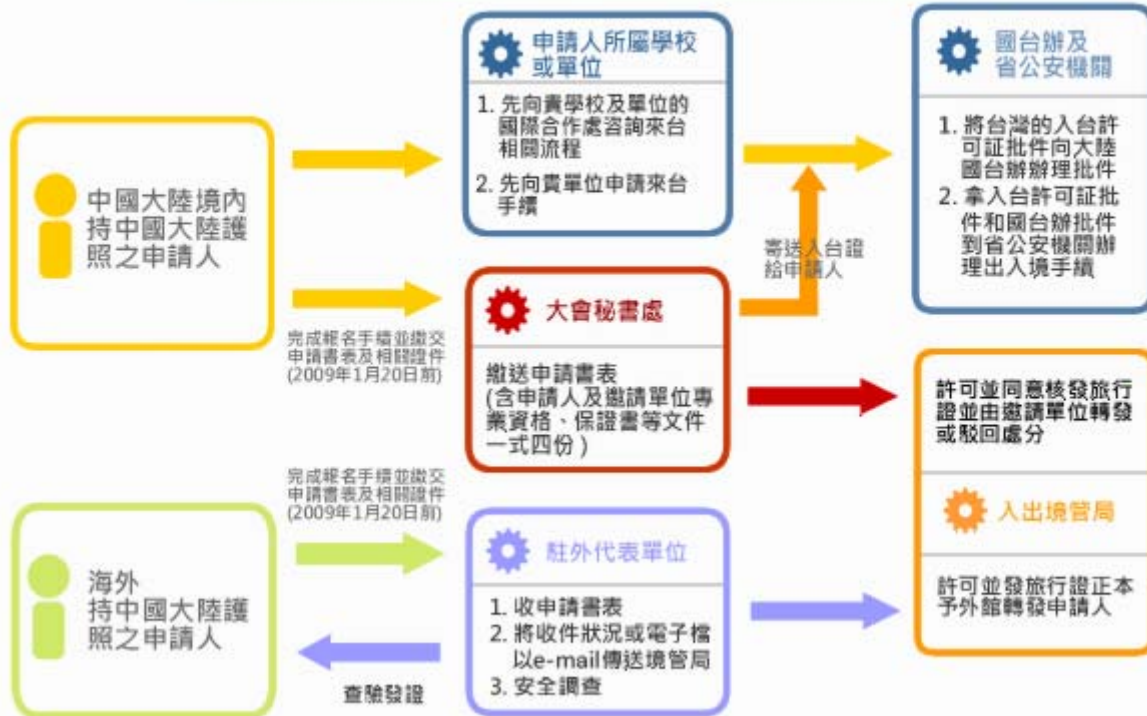 中國大陸境內
持中國大陸護
照之申請人
申請人所屬學校
或單位
1. 先向貴學校及單位的
國際合作處咨詢來台
相關流程
2. 先向貴單位申請來台
手續
國台辦及
省公安機關
1. 將台灣的入台許
可証批件向大陸
國台辦辦理批件
2. 拿入台許可証批
件和國台辦批件
到省公安機關辦
理出入境手續
寄送入台證
給申請人
完成報名手續並繳交
申請書表及相關證件
(2009年1月20日前)
大會秘書處
繳送申請書表
(含申請人及邀請單位專
業資格、保證書等文件
一式四份)
許可並同意核發旅行
證並由邀請單位轉發
或駁回處分
入出境管局
許可並發旅行證正本
予外館轉發申請人
完成報名手續並繳交
申請書表及相關證件
(2009年1月20日前)
海外
持中國大陸護
照之申請人
駐外代表單位
1. 收申請書表
2. 將收件狀況或電子檔
以e-mail傳送境管局
3. 安全調查
查驗發證